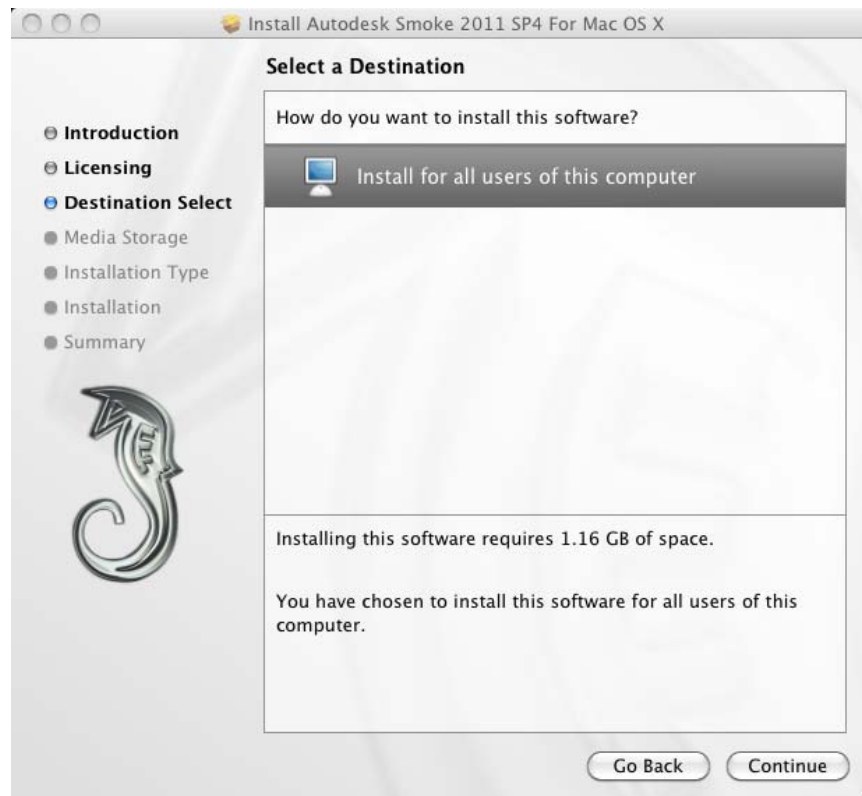 Install Autodesk Smoke 2011 SP4 For Mac OS X
Select a Destination
Introduction
Licensing
Destination Select
Media Storage
Installation Type
Installation
Summary
How do you want to install this software?
Install for all users of this computer
Installing this software requires 1.16 GB of space.
You have chosen to install this software for all users of this
computer.
Go Back
Continue